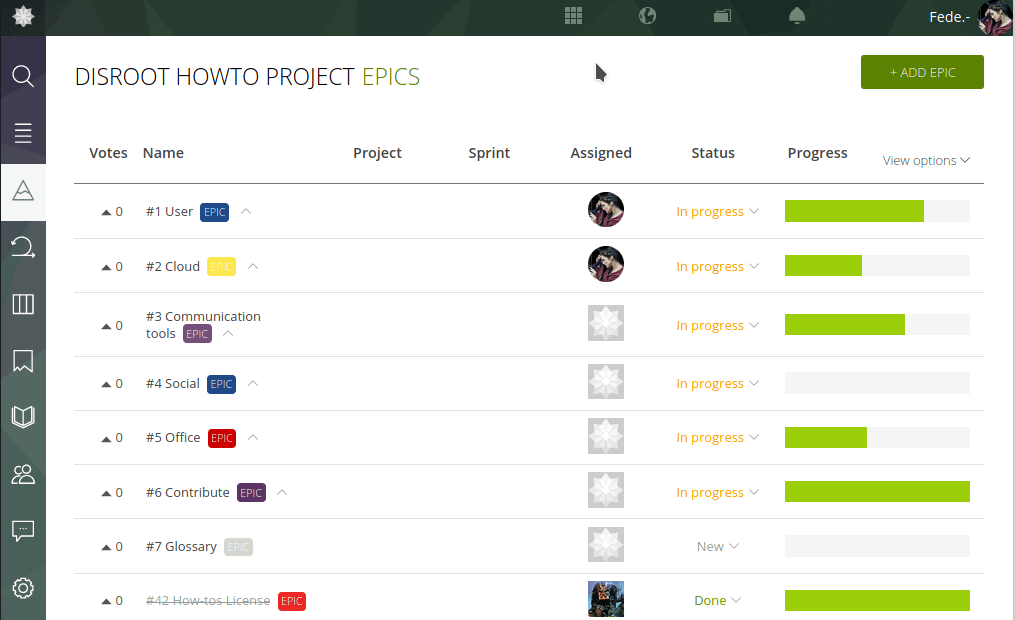 Fede.-
DISROOT HOWTO PROJECT EPICS
+ ADD EPIC
Votes Name Project Sprint Assigned Status Progress View options
0 #1 User EPIC In progress
0 #2 Cloud EPIC In progress
#3 Communication
0 tools EPIC In progress
0 #4 Social EPIC In progress
0 #5 Office EPIC In progress
0 #6 Contribute EPIC In progress
0 #7 Glossary EPIC New
0 #42 How-tos License EPIC Done